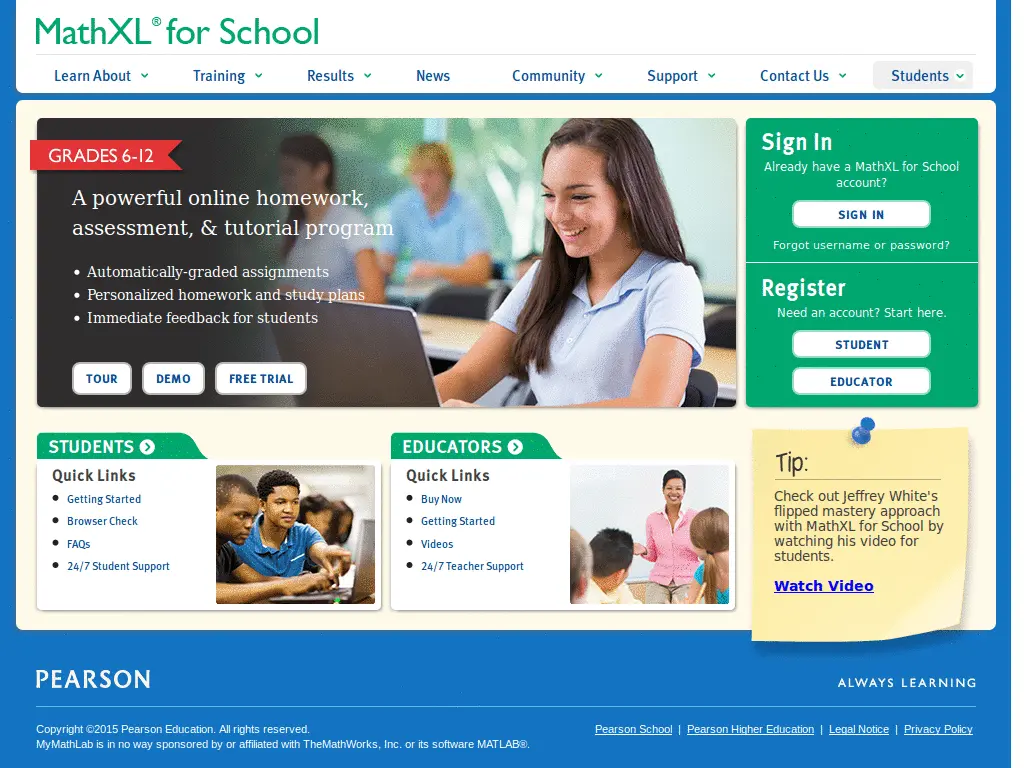 MathXL® for School
Learn About
Training
Results
News
Community
Support
Contact Us
Students
GRADES 6-12
A powerful online homework,
assessment, & tutorial program
• Automatically-graded assignments
• Personalized homework and study plans
• Immediate feedback for students
TOUR
DEMO
FREE TRIAL
Sign In
Already have a MathXL for School
account?
SIGN IN
Forgot username or password?
Register
Need an account? Start here.
STUDENT
EDUCATOR
STUDENTS
Quick Links
• Getting Started
• Browser Check
• FAQs
• 24/7 Student Support
EDUCATORS
Quick Links
• Buy Now
• Getting Started
• Videos
• 24/7 Teacher Support
Tip:
Check out Jeffrey White's
flipped mastery approach
with MathXL for School by
watching his video for
students.
Watch Video
PEARSON
ALWAYS LEARNING
Copyright ©2015 Pearson Education. All rights reserved.
MyMathLab is in no way sponsored by or affiliated with TheMathWorks, Inc. or its software MATLAB®.
Pearson School | Pearson Higher Education | Legal Notice | Privacy Policy